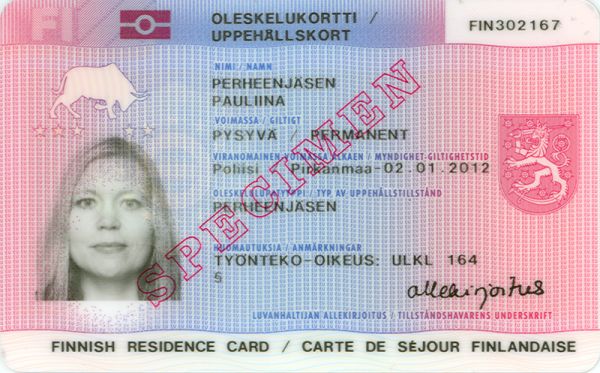 FI
OLESKELUKORTTI /
UPPEHÅLLSKORT
FIN302167
NIMI / NAMN
PERHEENJÄSEN
PAULIINA
VOIMASSA / GILTIGT
PYSYVÄ / PERMANENT
VIRANOMAINEN-VOIMASSA ALKAEN / MYNDIGHET-GILTIGHETSTID
Poliisi Pirkanmaa-02.01.2012
OLESKELULUPATYYPPI / TYP AV UPPEHÅLLSTILLSTÅND
PERHEENJÄSEN
HUOMAUTUKSIA / ANMÄRKNINGAR
TYÖNTEKO-OIKEUS: ULKL 164
§
SPECIMEN
allekirjoitus
LUVANHALTIJAN ALLEKIRJOITUS / TILLSTÅNDSHAVARENS UNDERSKRIFT
FINNISH RESIDENCE CARD / CARTE DE SÉJOUR FINLANDAISE